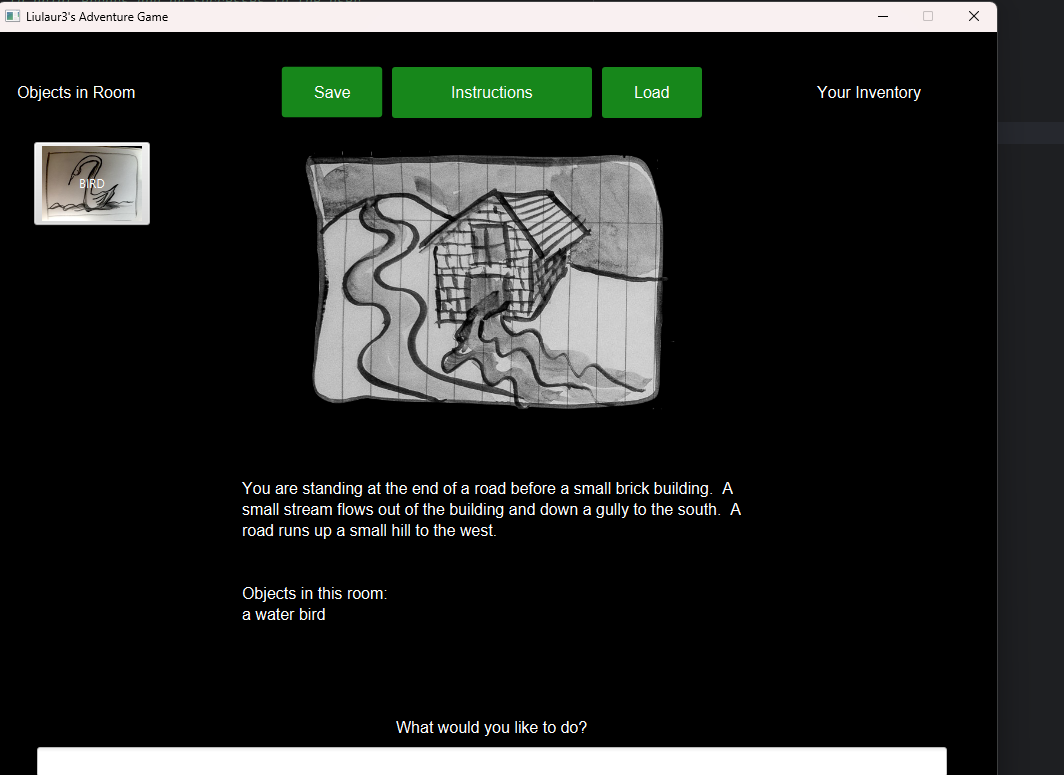 Liulaur3's Adventure Game
Objects in Room
Save
Instructions
Load
Your Inventory
BIRD
You are standing at the end of a road before a small brick building.  A
small stream flows out of the building and down a gully to the south.  A
road runs up a small hill to the west.
Objects in this room:
a water bird
What would you like to do?